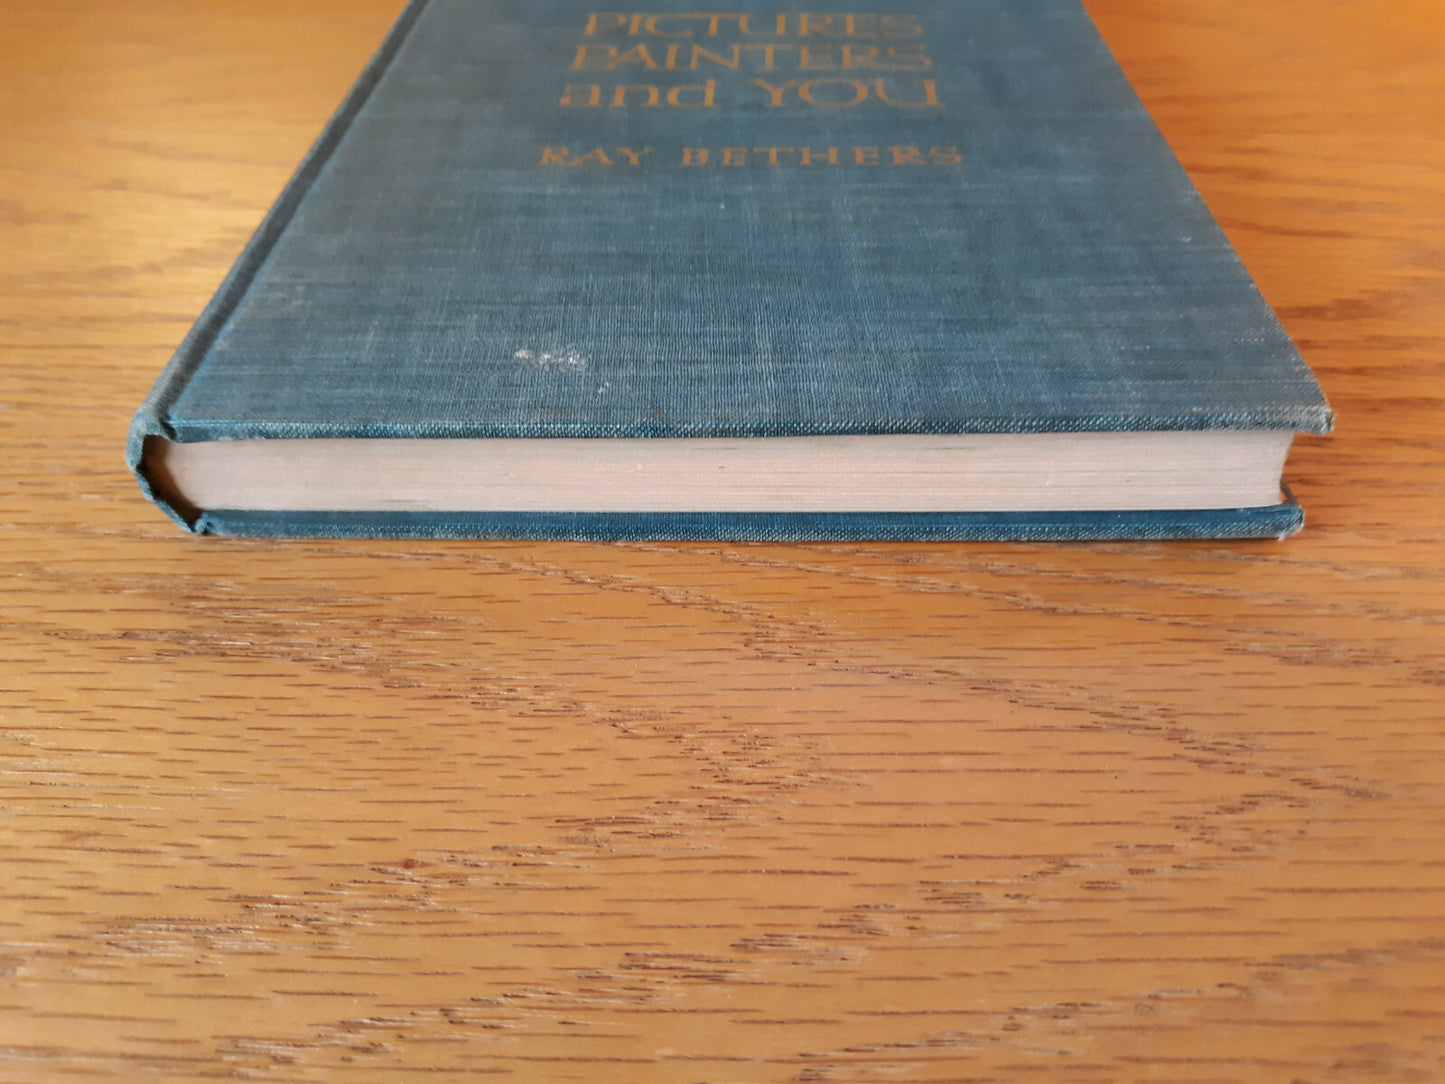 PICTURES
PAINTERS
and YOU
RAY BETHERS